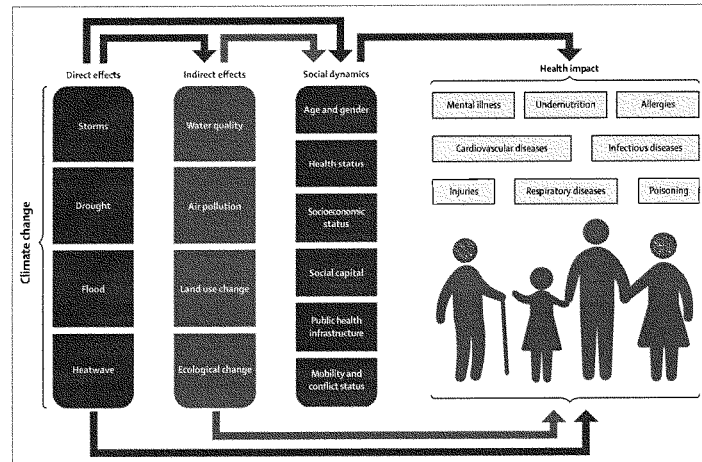 Direct effects
Indirect effects
Social dynamics
Health impact
Climate change
Storms
Drought
Flood
Heatwave
Water quality
Air pollution
Land use change
Ecological change
Age and gender
Health status
Socioeconomic
status
Social capital
Public health
infrastructure
Mobility and
conflict status
Mental illness
Undernutrition
Allergies
Cardiovascular diseases
Infectious diseases
Injuries
Respiratory diseases
Poisoning